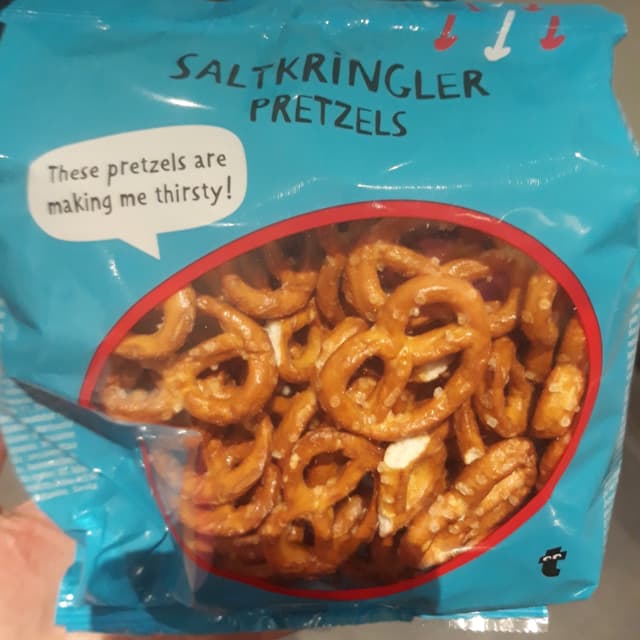 SALTKRINGLER
PRETZELS
These pretzels are
making me thirsty!